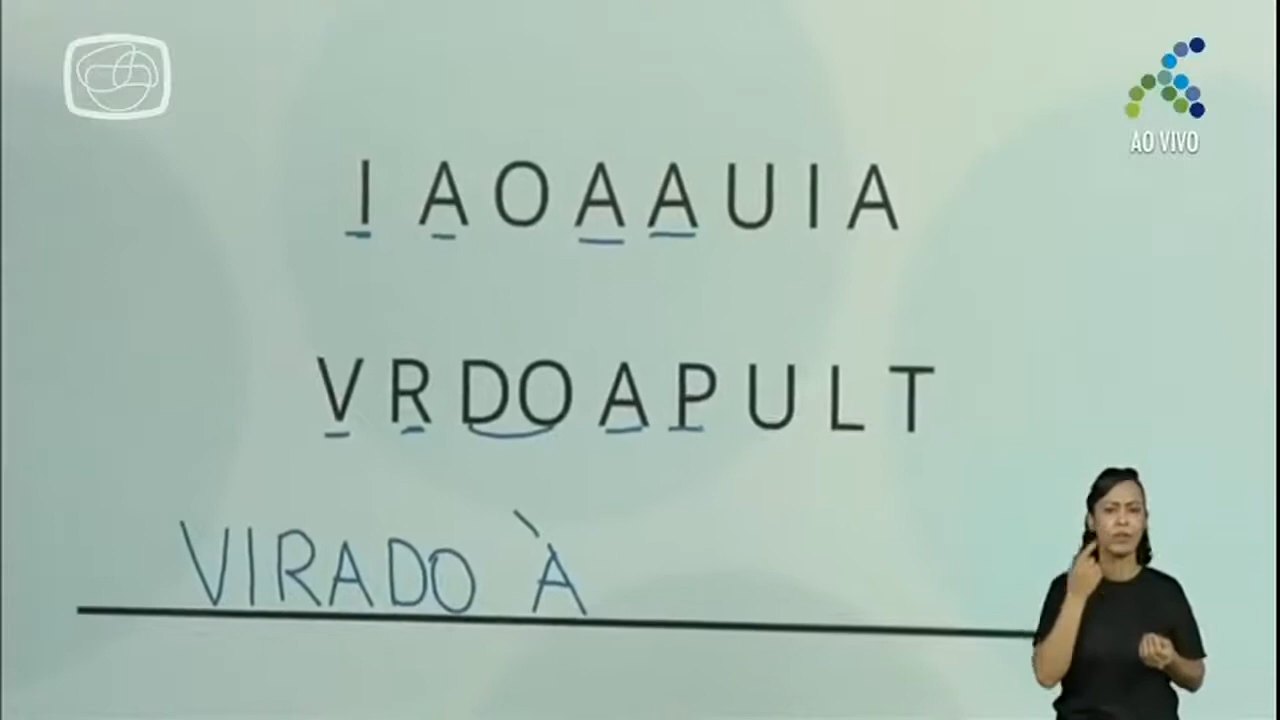 AO VIVO
I A O A A U I A
V R D O A P U L T
VIRADO À